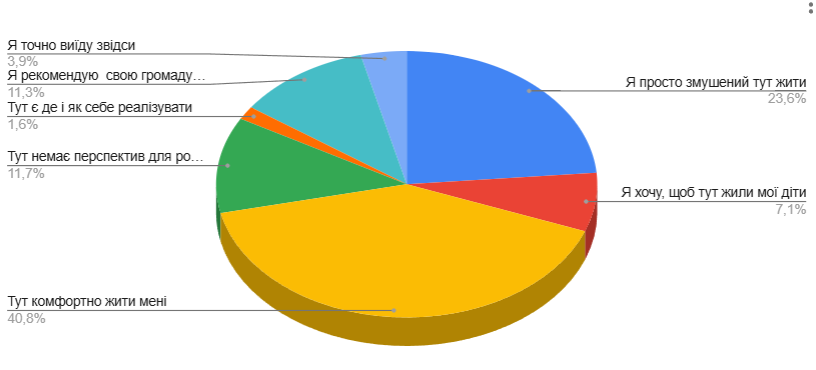 Я точно виїду звідси
3,9%
Я рекомендую свою громаду…
11,3%
Тут є де і як себе реалізувати
1,6%
Тут немає перспектив для ро…
11,7%
Тут комфортно жити мені
40,8%
Я просто змушений тут жити
23,6%
Я хочу, щоб тут жили мої діти
7,1%